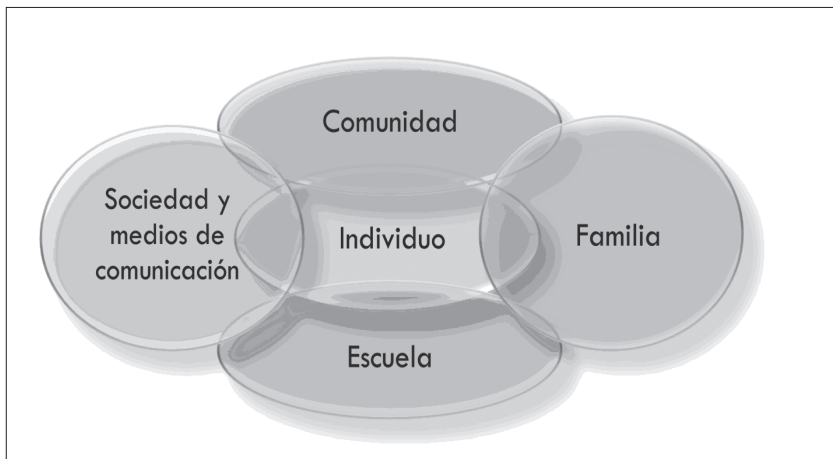 Comunidad
Sociedad y
medios de
comunicación
Individuo
Familia
Escuela